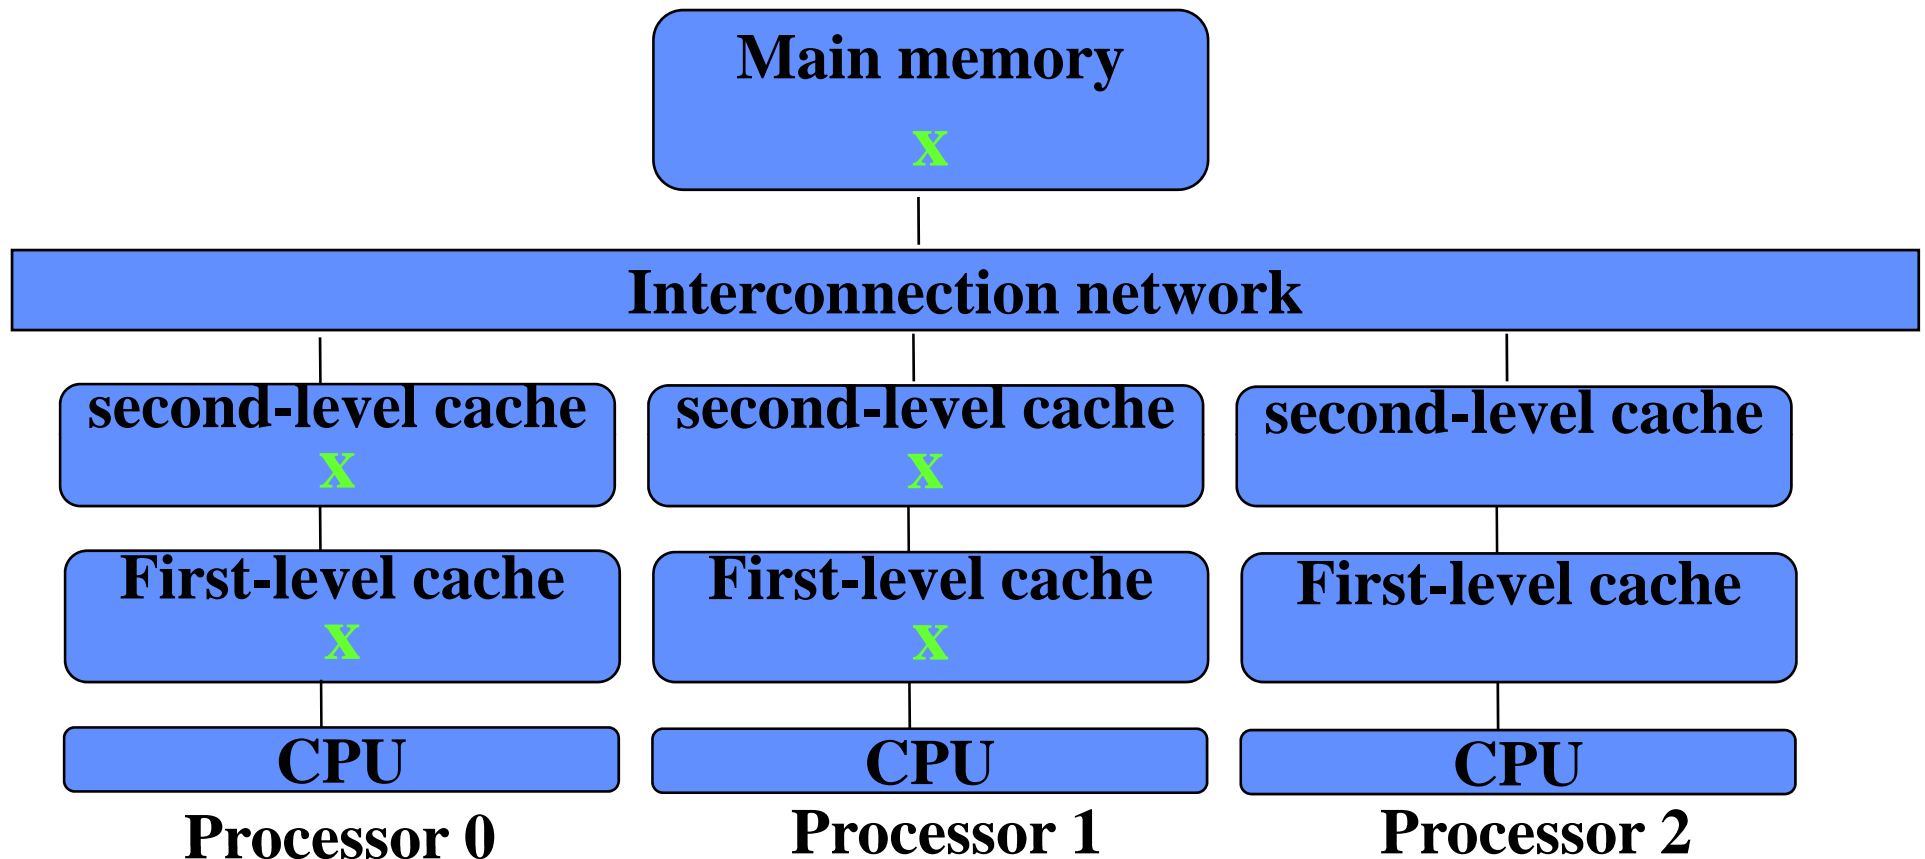 Main memory
x
Interconnection network
second-level cache
x
second-level cache
x
second-level cache
First-level cache
x
First-level cache
x
First-level cache
CPU
CPU
CPU
Processor 0
Processor 1
Processor 2